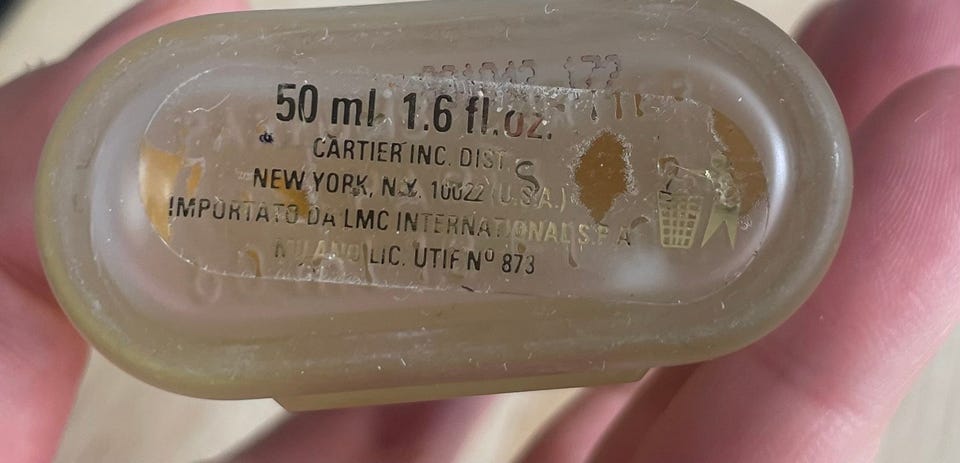 50 ml 1.6 fl.oz.
CARTIER INC. DIST
NEW YORK, N.Y. 10022 (U.S.A.)
IMPORTATO DA LMC INTERNATIONAL S.P.A
MILANO LIC. UTIF N° 873